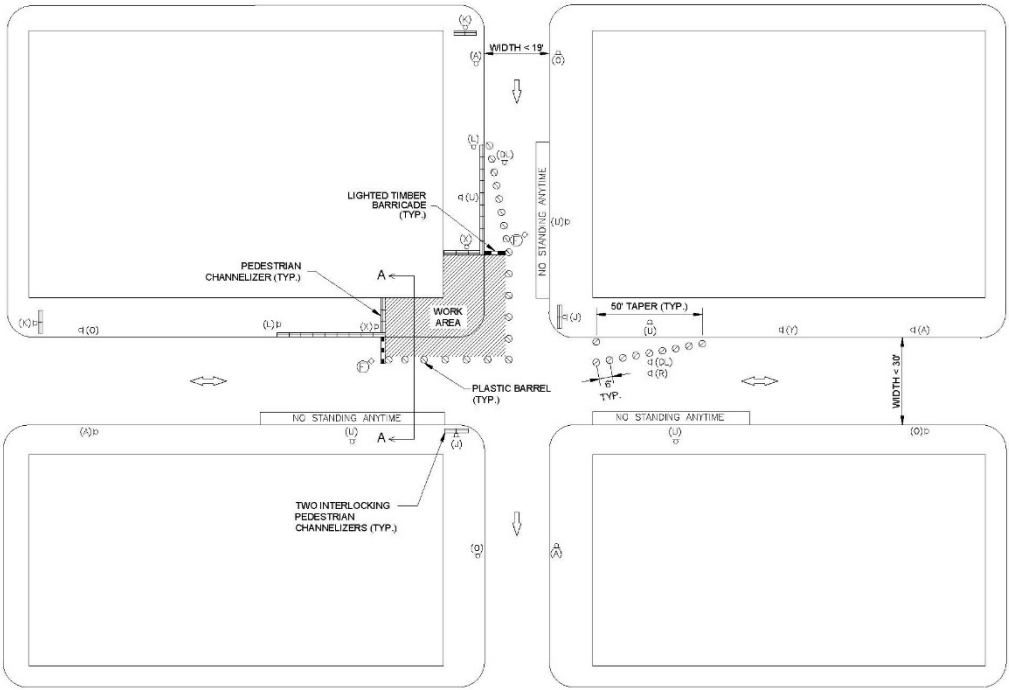 (K)
(A)
WIDTH < 19'
(O)
(L)
(DL)
LIGHTED TIMBER
BARRICADE
(TYP.)
(U)
(U)
NO STANDING ANYTIME
(F)
(X)
PEDESTRIAN
CHANNELIZER (TYP.)
A
WORK
AREA
50' TAPER (TYP.)
(K)
(O)
(L)
(X)
(J)
(U)
(Y)
(A)
(F)
(DL)
(R)
6'
TYP.
WIDTH < 30'
PLASTIC BARREL
(TYP.)
NO STANDING ANYTIME
NO STANDING ANYTIME
(A)
(U)
A
(J)
(U)
(O)
TWO INTERLOCKING
PEDESTRIAN
CHANNELIZERS (TYP.)
(O)
(A)